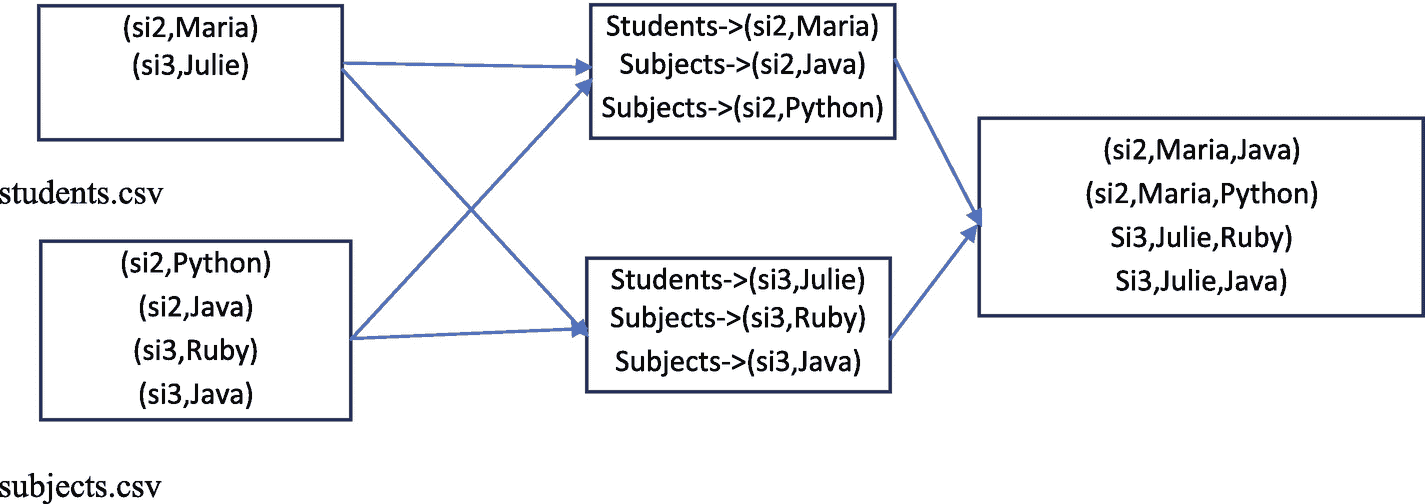 (si2,Maria)
(si3,Julie)
students.csv
(si2,Python)
(si2,Java)
(si3,Ruby)
(si3,Java)
subjects.csv
Students->(si2,Maria)
Subjects->(si2,Java)
Subjects->(si2,Python)
Students->(si3,Julie)
Subjects->(si3,Ruby)
Subjects->(si3,Java)
(si2,Maria,Java)
(si2,Maria,Python)
Si3,Julie,Ruby)
Si3,Julie,Java)